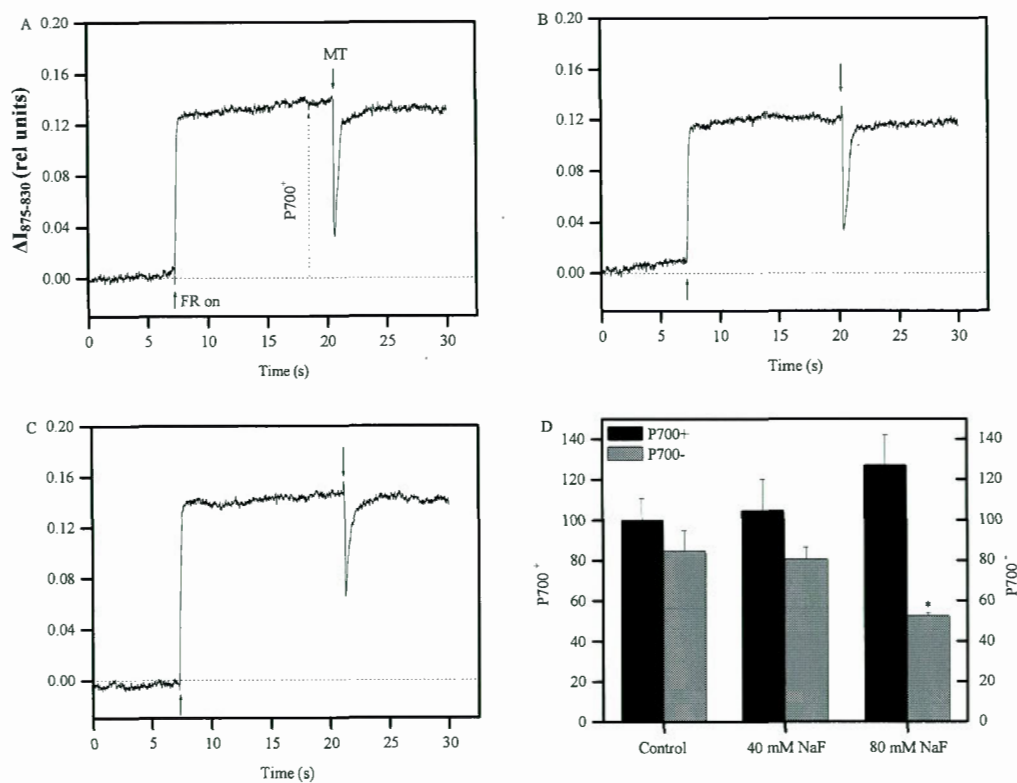 A
0.20
0.16
0.12
0.08
0.04
0.00
ΔI875-830 (rel units)
MT
P700+
FR on
0 5 10 15 20 25 30
Time (s)
B
0.20
0.16
0.12
0.08
0.04
0.00
0 5 10 15 20 25 30
Time (s)
C
0.20
0.16
0.12
0.08
0.04
0.00
0 5 10 15 20 25 30
Time (s)
D
P700+
P700-
140
120
100
80
60
40
20
0
P700+
*
140
120
100
80
60
40
20
0
P700-
Control 40 mM NaF 80 mM NaF